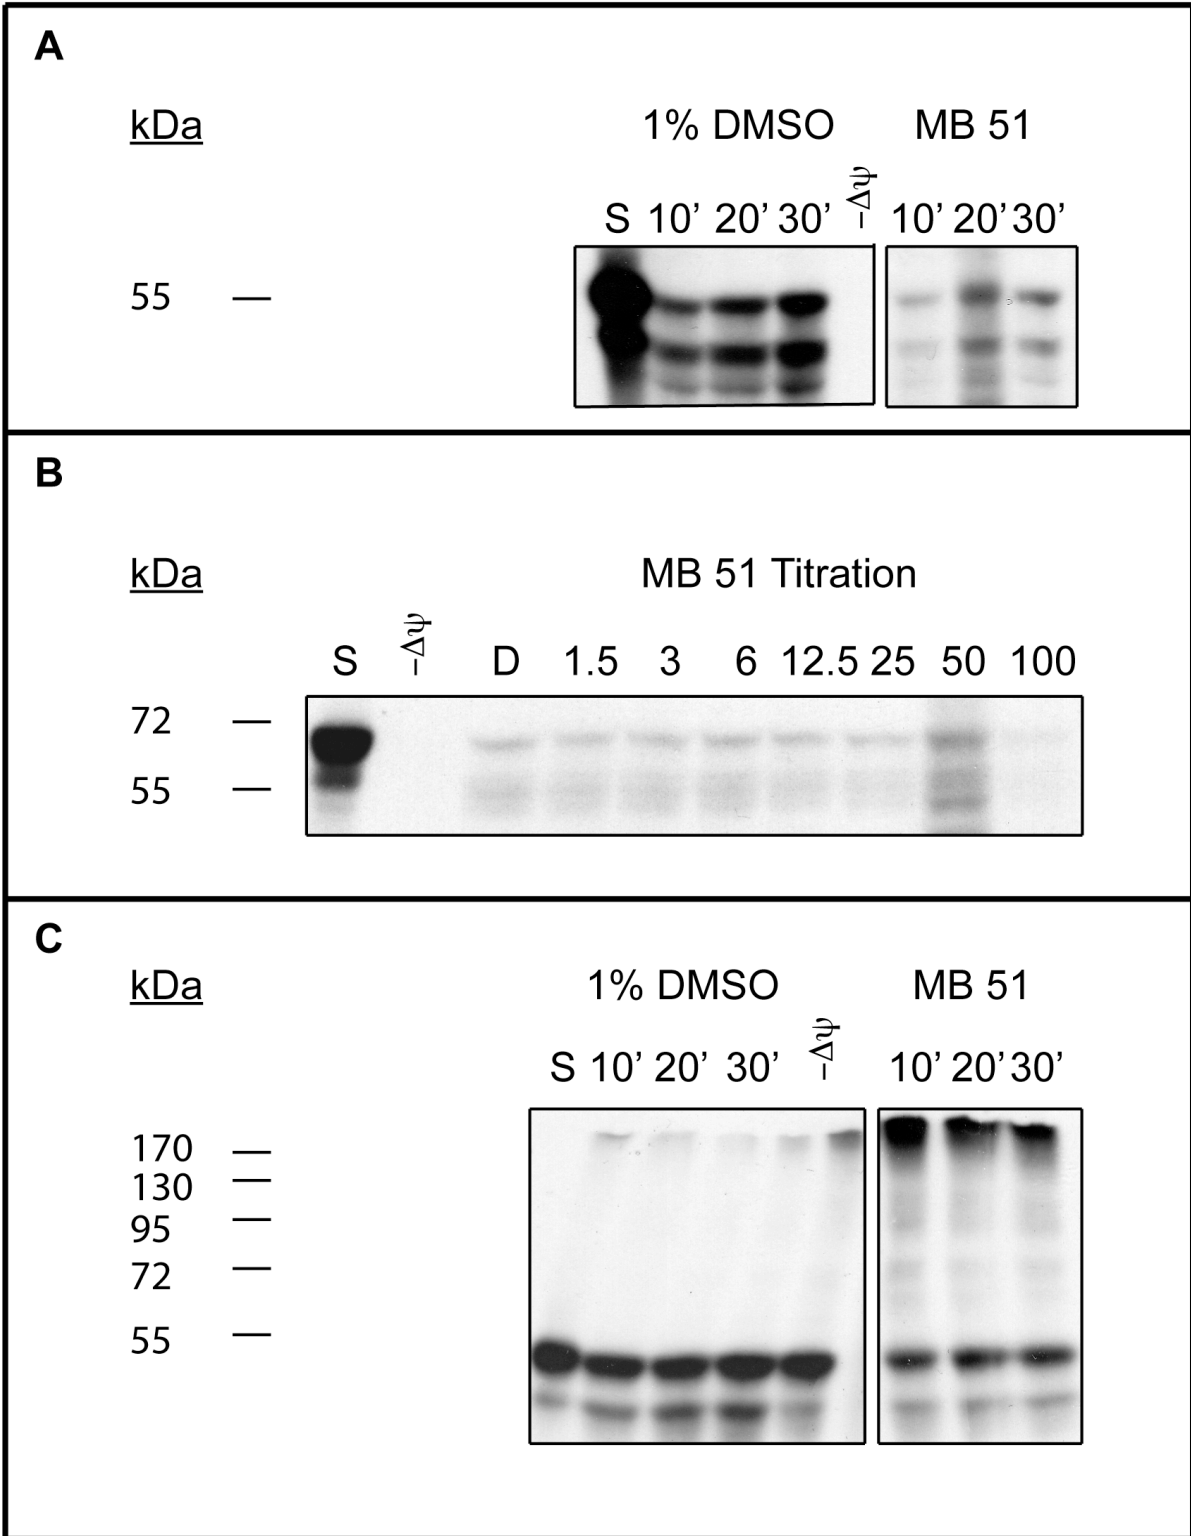 A
kDa
1% DMSO MB 51
S 10’ 20’ 30’ –Δψ 10’ 20’ 30’
55
B
kDa
MB 51 Titration
S –Δψ D 1.5 3 6 12.5 25 50 100
72
55
C
kDa
1% DMSO MB 51
S 10’ 20’ 30’ –Δψ 10’ 20’ 30’
170
130
95
72
55